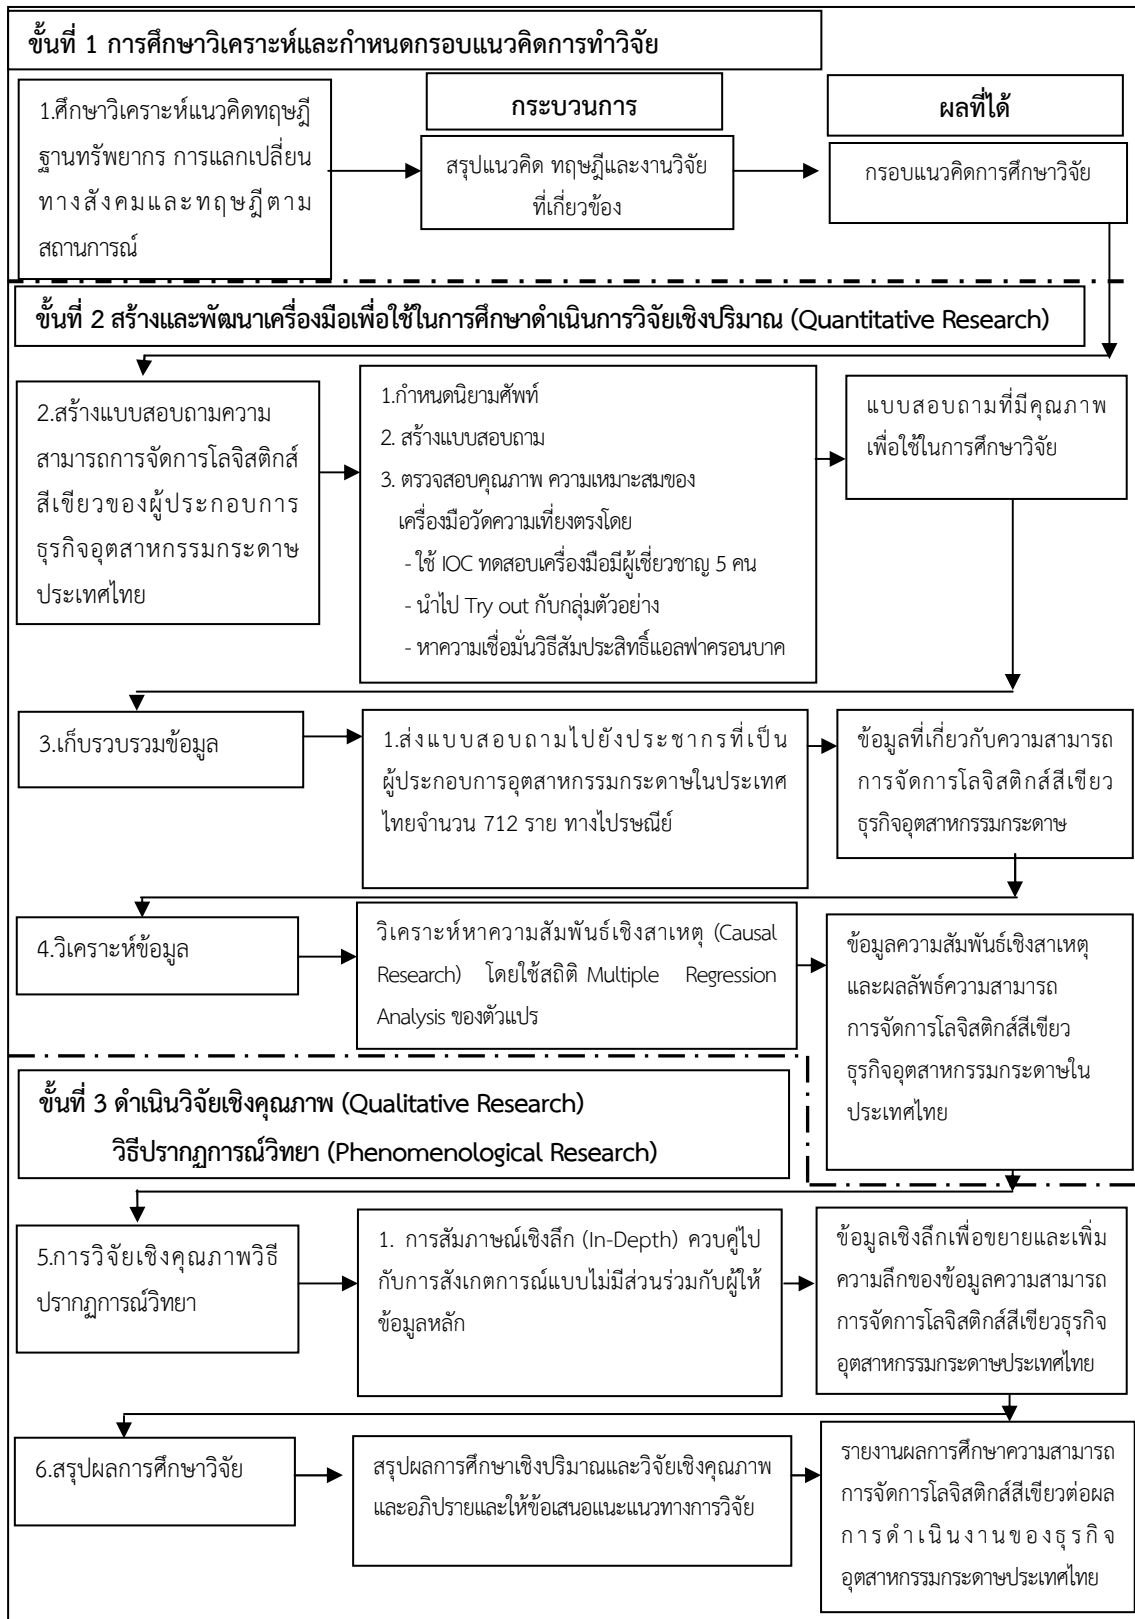 ขั้นที่ 1 การศึกษาวิเคราะห์และกำหนดกรอบแนวคิดการทำวิจัย
กระบวนการ
ผลที่ได้
1.ศึกษาวิเคราะห์แนวคิดทฤษฎี
ฐานทรัพยากร การแลกเปลี่ยน
ทางสังคมและทฤษฎีตาม
สถานการณ์
สรุปแนวคิด ทฤษฎีและงานวิจัย
ที่เกี่ยวข้อง
กรอบแนวคิดการศึกษาวิจัย
ขั้นที่ 2 สร้างและพัฒนาเครื่องมือเพื่อใช้ในการศึกษาดำเนินการวิจัยเชิงปริมาณ (Quantitative Research)
2.สร้างแบบสอบถามความ
สามารถการจัดการโลจิสติกส์
สีเขียวของผู้ประกอบการ
ธุรกิจอุตสาหกรรมกระดาษ
ประเทศไทย
1.กำหนดนิยามศัพท์
2. สร้างแบบสอบถาม
3. ตรวจสอบคุณภาพ ความเหมาะสมของ
เครื่องมือวัดความเที่ยงตรงโดย
- ใช้ IOC ทดสอบเครื่องมือมีผู้เชี่ยวชาญ 5 คน
- นำไป Try out กับกลุ่มตัวอย่าง
- หาความเชื่อมั่นวิธีสัมประสิทธิ์แอลฟาครอนบาค
แบบสอบถามที่มีคุณภาพ
เพื่อใช้ในการศึกษาวิจัย
3.เก็บรวบรวมข้อมูล
1.ส่งแบบสอบถามไปยังประชากรที่เป็น
ผู้ประกอบการอุตสาหกรรมกระดาษในประเทศ
ไทยจำนวน 712 ราย ทางไปรษณีย์
ข้อมูลที่เกี่ยวกับความสามารถ
การจัดการโลจิสติกส์สีเขียว
ธุรกิจอุตสาหกรรมกระดาษ
4.วิเคราะห์ข้อมูล
วิเคราะห์หาความสัมพันธ์เชิงสาเหตุ (Causal
Research) โดยใช้สถิติ Multiple Regression
Analysis ของตัวแปร
ข้อมูลความสัมพันธ์เชิงสาเหตุ
และผลลัพธ์ความสามารถ
การจัดการโลจิสติกส์สีเขียว
ธุรกิจอุตสาหกรรมกระดาษใน
ประเทศไทย
ขั้นที่ 3 ดำเนินวิจัยเชิงคุณภาพ (Qualitative Research)
วิธีปรากฏการณ์วิทยา (Phenomenological Research)
5.การวิจัยเชิงคุณภาพวิธี
ปรากฏการณ์วิทยา
1. การสัมภาษณ์เชิงลึก (In-Depth) ควบคู่ไป
กับการสังเกตการณ์แบบไม่มีส่วนร่วมกับผู้ให้
ข้อมูลหลัก
ข้อมูลเชิงลึกเพื่อขยายและเพิ่ม
ความลึกของข้อมูลความสามารถ
การจัดการโลจิสติกส์สีเขียวธุรกิจ
อุตสาหกรรมกระดาษประเทศไทย
6.สรุปผลการศึกษาวิจัย
สรุปผลการศึกษาเชิงปริมาณและวิจัยเชิงคุณภาพ
และอภิปรายและให้ข้อเสนอแนะแนวทางการวิจัย
รายงานผลการศึกษาความสามารถ
การจัดการโลจิสติกส์สีเขียวต่อผล
การดำเนินงานของธุรกิจ
อุตสาหกรรมกระดาษประเทศไทย